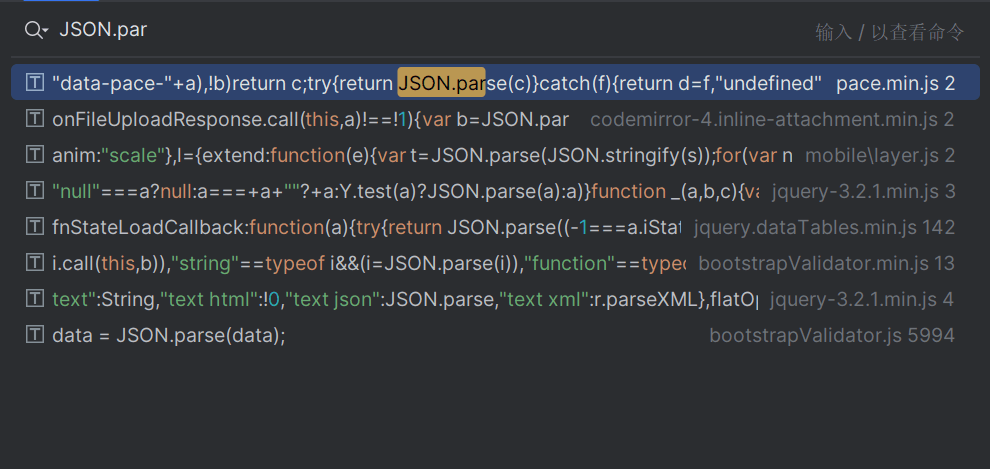 JSON.par 输入 / 以查看命令
"data-pace-"+a),!b)return c;try{return JSON.parse(c)}catch(f){return d=f,"undefined" pace.min.js 2
onFileUploadResponse.call(this,a)!==!1){var b=JSON.par codemirror-4.inline-attachment.min.js 2
anim:"scale"},l={extend:function(e){var t=JSON.parse(JSON.stringify(s));for(var n mobile\layer.js 2
"null"===a?null:a===+a+""?+a:Y.test(a)?JSON.parse(a):a)}function _(a,b,c){va jquery-3.2.1.min.js 3
fnStateLoadCallback:function(a){try{return JSON.parse((-1===a.iStat jquery.dataTables.min.js 142
i.call(this,b)),"string"==typeof i&&(i=JSON.parse(i)),"function"==typeo bootstrapValidator.min.js 13
text":String,"text html":!0,"text json":JSON.parse,"text xml":r.parseXML},flatOp jquery-3.2.1.min.js 4
data = JSON.parse(data); bootstrapValidator.js 5994